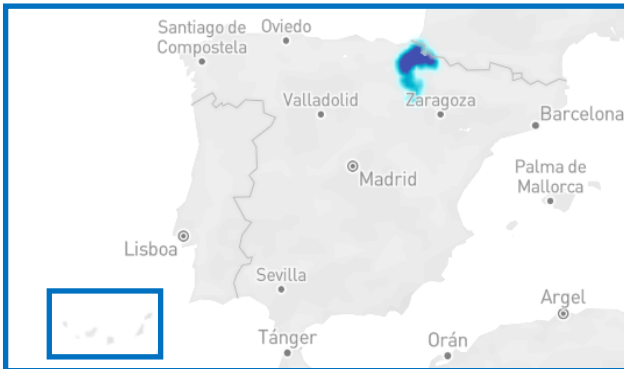 Santiago de
Compostela
Oviedo
Valladolid
Zaragoza
Barcelona
Madrid
Palma de
Mallorca
Lisboa
Sevilla
Argel
Tánger
Orán